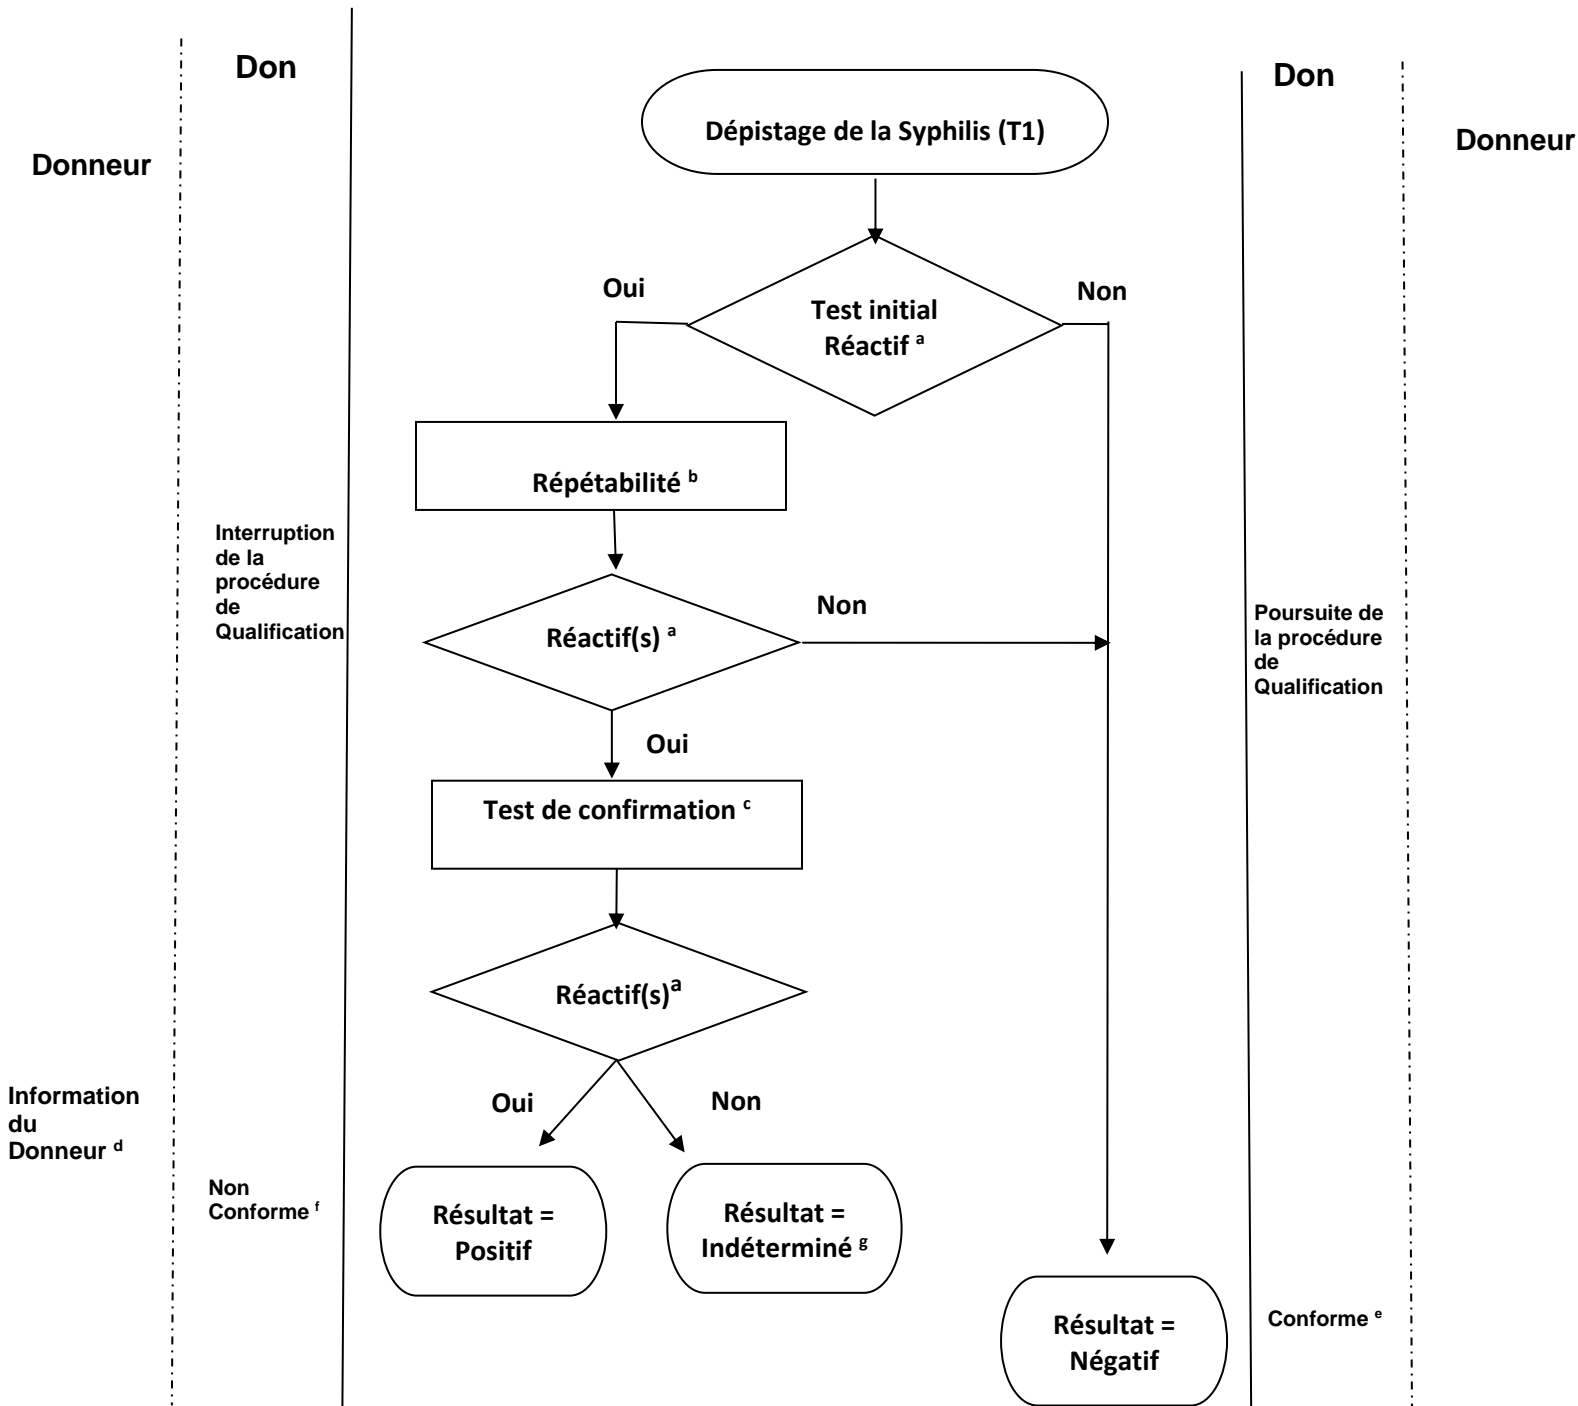 Don
Don
Dépistage de la Syphilis (T1)
Donneur
Donneur
Oui
Non
Test initial
Réactif a
Répétabilité b
Interruption
de la
procédure
de
Qualification
Non
Réactif(s) a
Poursuite de
la procédure
de
Qualification
Oui
Test de confirmation c
Réactif(s)a
Information
du
Donneur d
Oui
Non
Non
Conforme f
Résultat =
Positif
Résultat =
Indéterminé g
Résultat =
Négatif
Conforme e